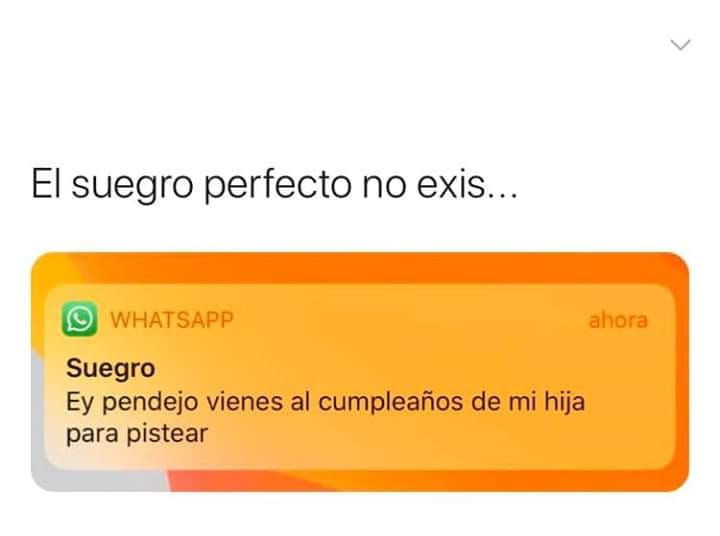 El suegro perfecto no exis...
WHATSAPP ahora
Suegro
Ey pendejo vienes al cumpleaños de mi hija
para pistear